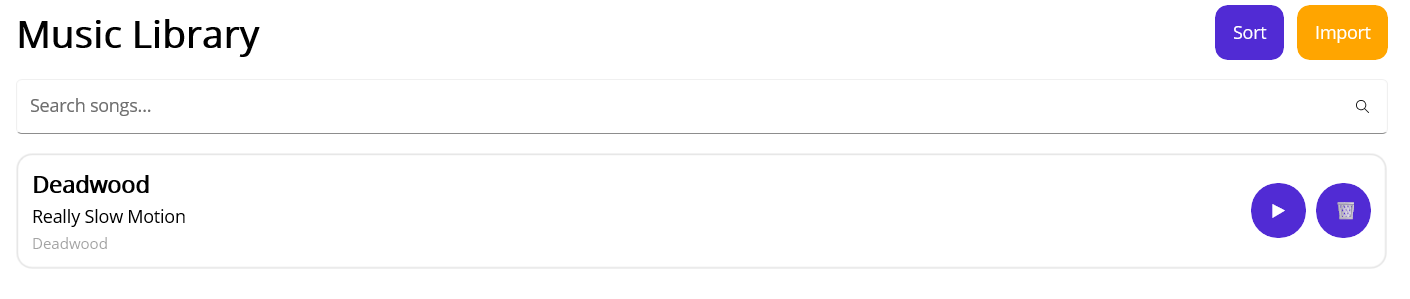 Music Library
Sort
Import
Search songs...
Deadwood
Really Slow Motion
Deadwood